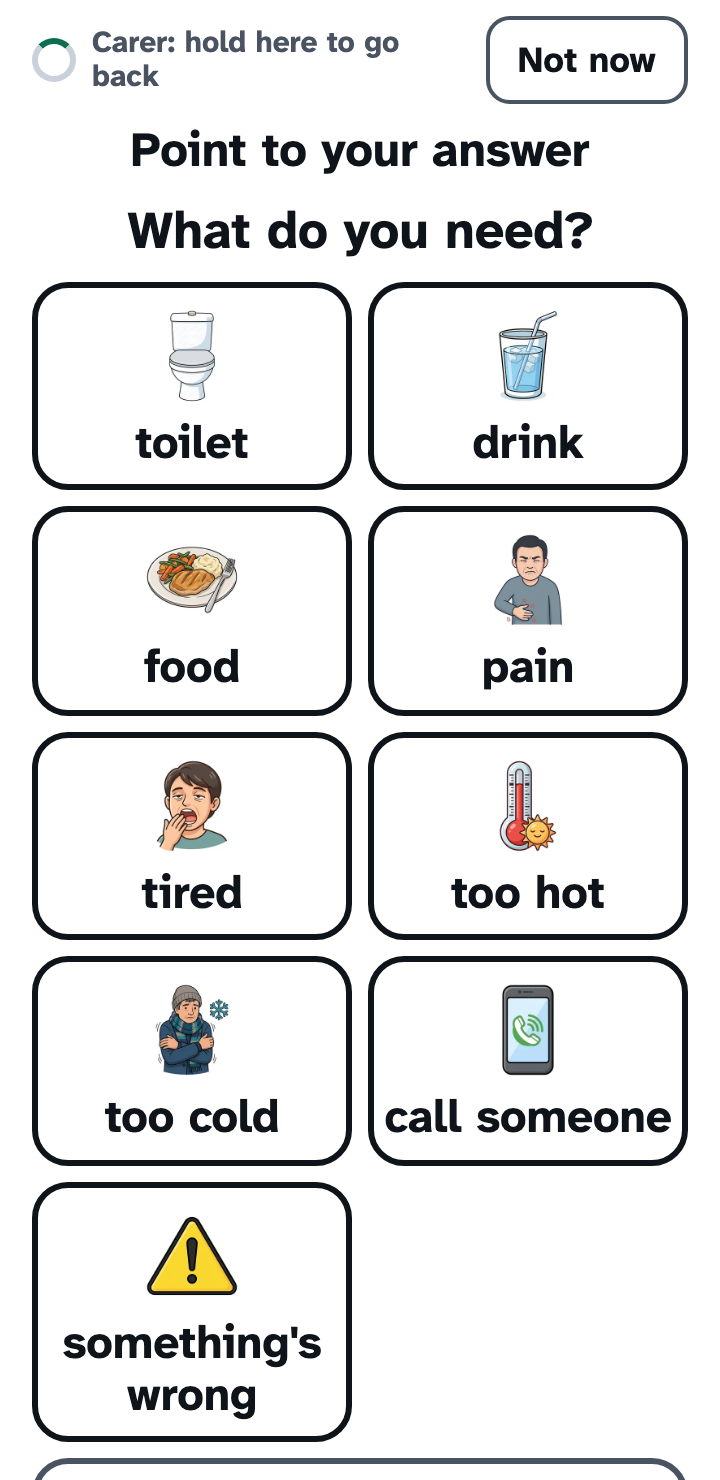 Carer: hold here to go
back
Not now
Point to your answer
What do you need?
toilet
drink
food
pain
tired
too hot
too cold
call someone
something's
wrong